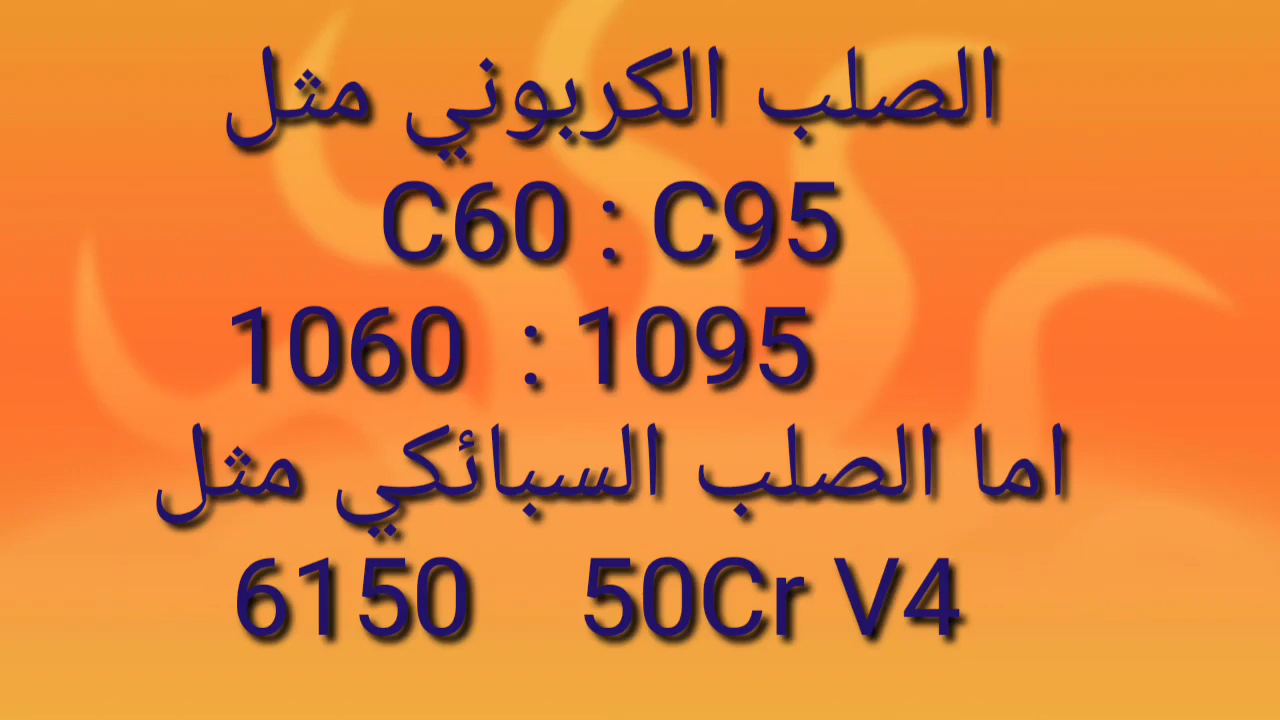 الصلب الكربوني مثل
C60 : C95
1060 : 1095
اما الصلب السبائكي مثل
6150 50Cr V4